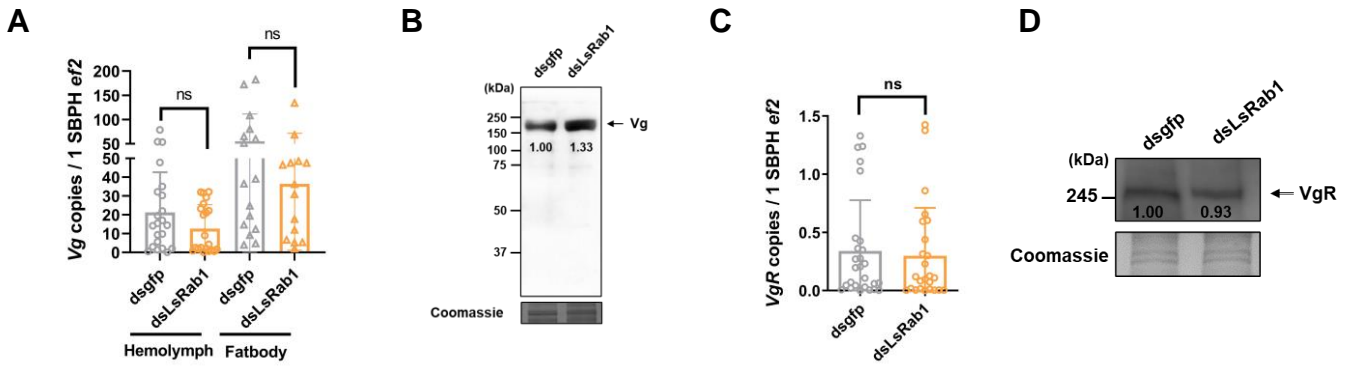 A
Vg copies / 1 SBPH ef2
200
150
100
50
50
40
30
20
10
0
ns
ns
dsgfp
dsLsRab1
dsgfp
dsLsRab1
Hemolymph
Fatbody
B
dsgfp
dsLsRab1
(kDa)
250
150
100
75
50
37
Vg
1.00 1.33
Coomassie
C
VgR copies / 1 SBPH ef2
1.5
1.0
0.5
0.0
ns
dsgfp
dsLsRab1
D
dsgfp
dsLsRab1
(kDa)
245
VgR
1.00 0.93
Coomassie